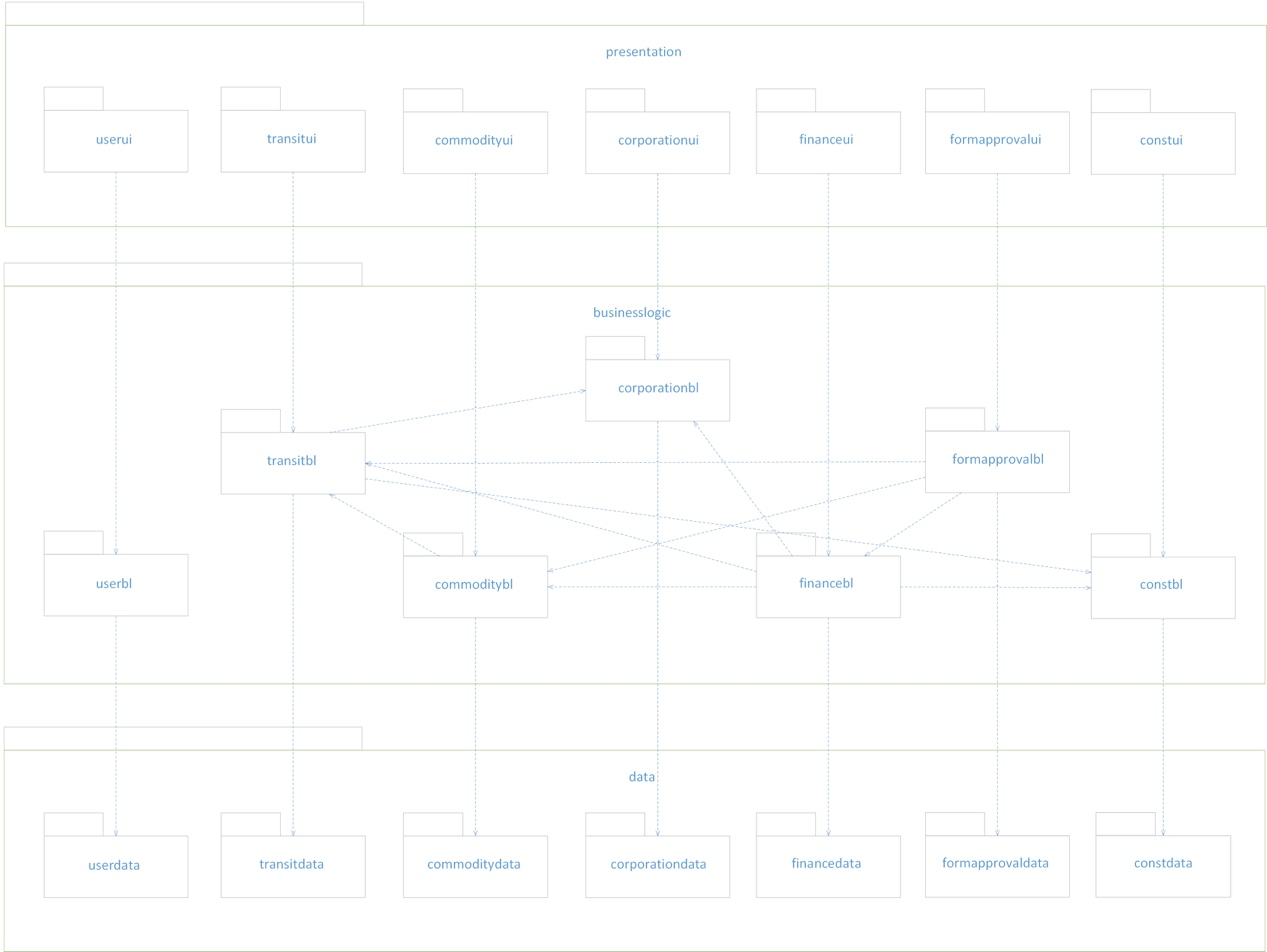 presentation
userui
transitui
commodityui
corporationui
financeui
formapprovalui
constui
businesslogic
corporationbl
transitbl
formapprovalbl
userbl
commoditybl
financebl
constbl
data
userdata
transitdata
commoditydata
corporationdata
financedata
formapprovaldata
constdata